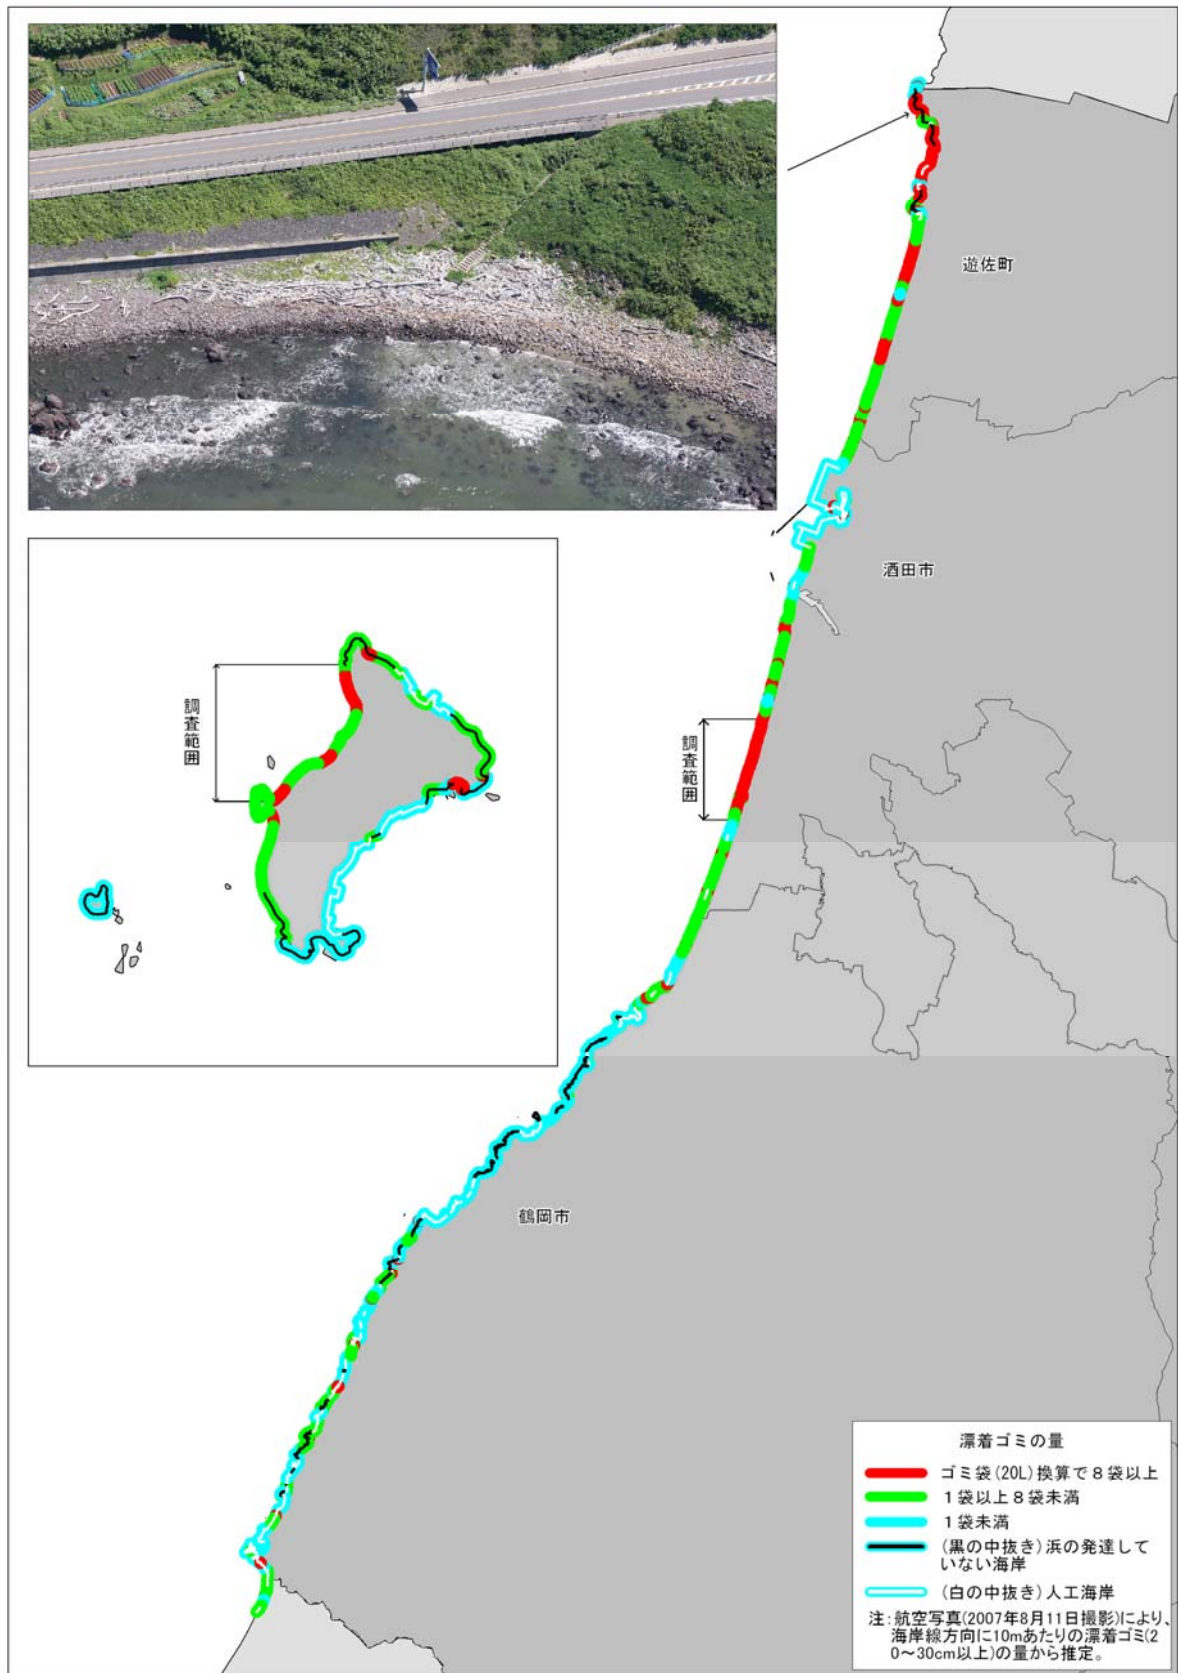 遊佐町
酒田市
調査範囲
調査範囲
鶴岡市
漂着ゴミの量
ゴミ袋(20L)換算で８袋以上
１袋以上８袋未満
１袋未満
(黒の中抜き)浜の発達して
いない海岸
(白の中抜き)人工海岸
注:航空写真(2007年8月11日撮影)により、
海岸線方向に10mあたりの漂着ゴミ(2
0～30cm以上)の量から推定。